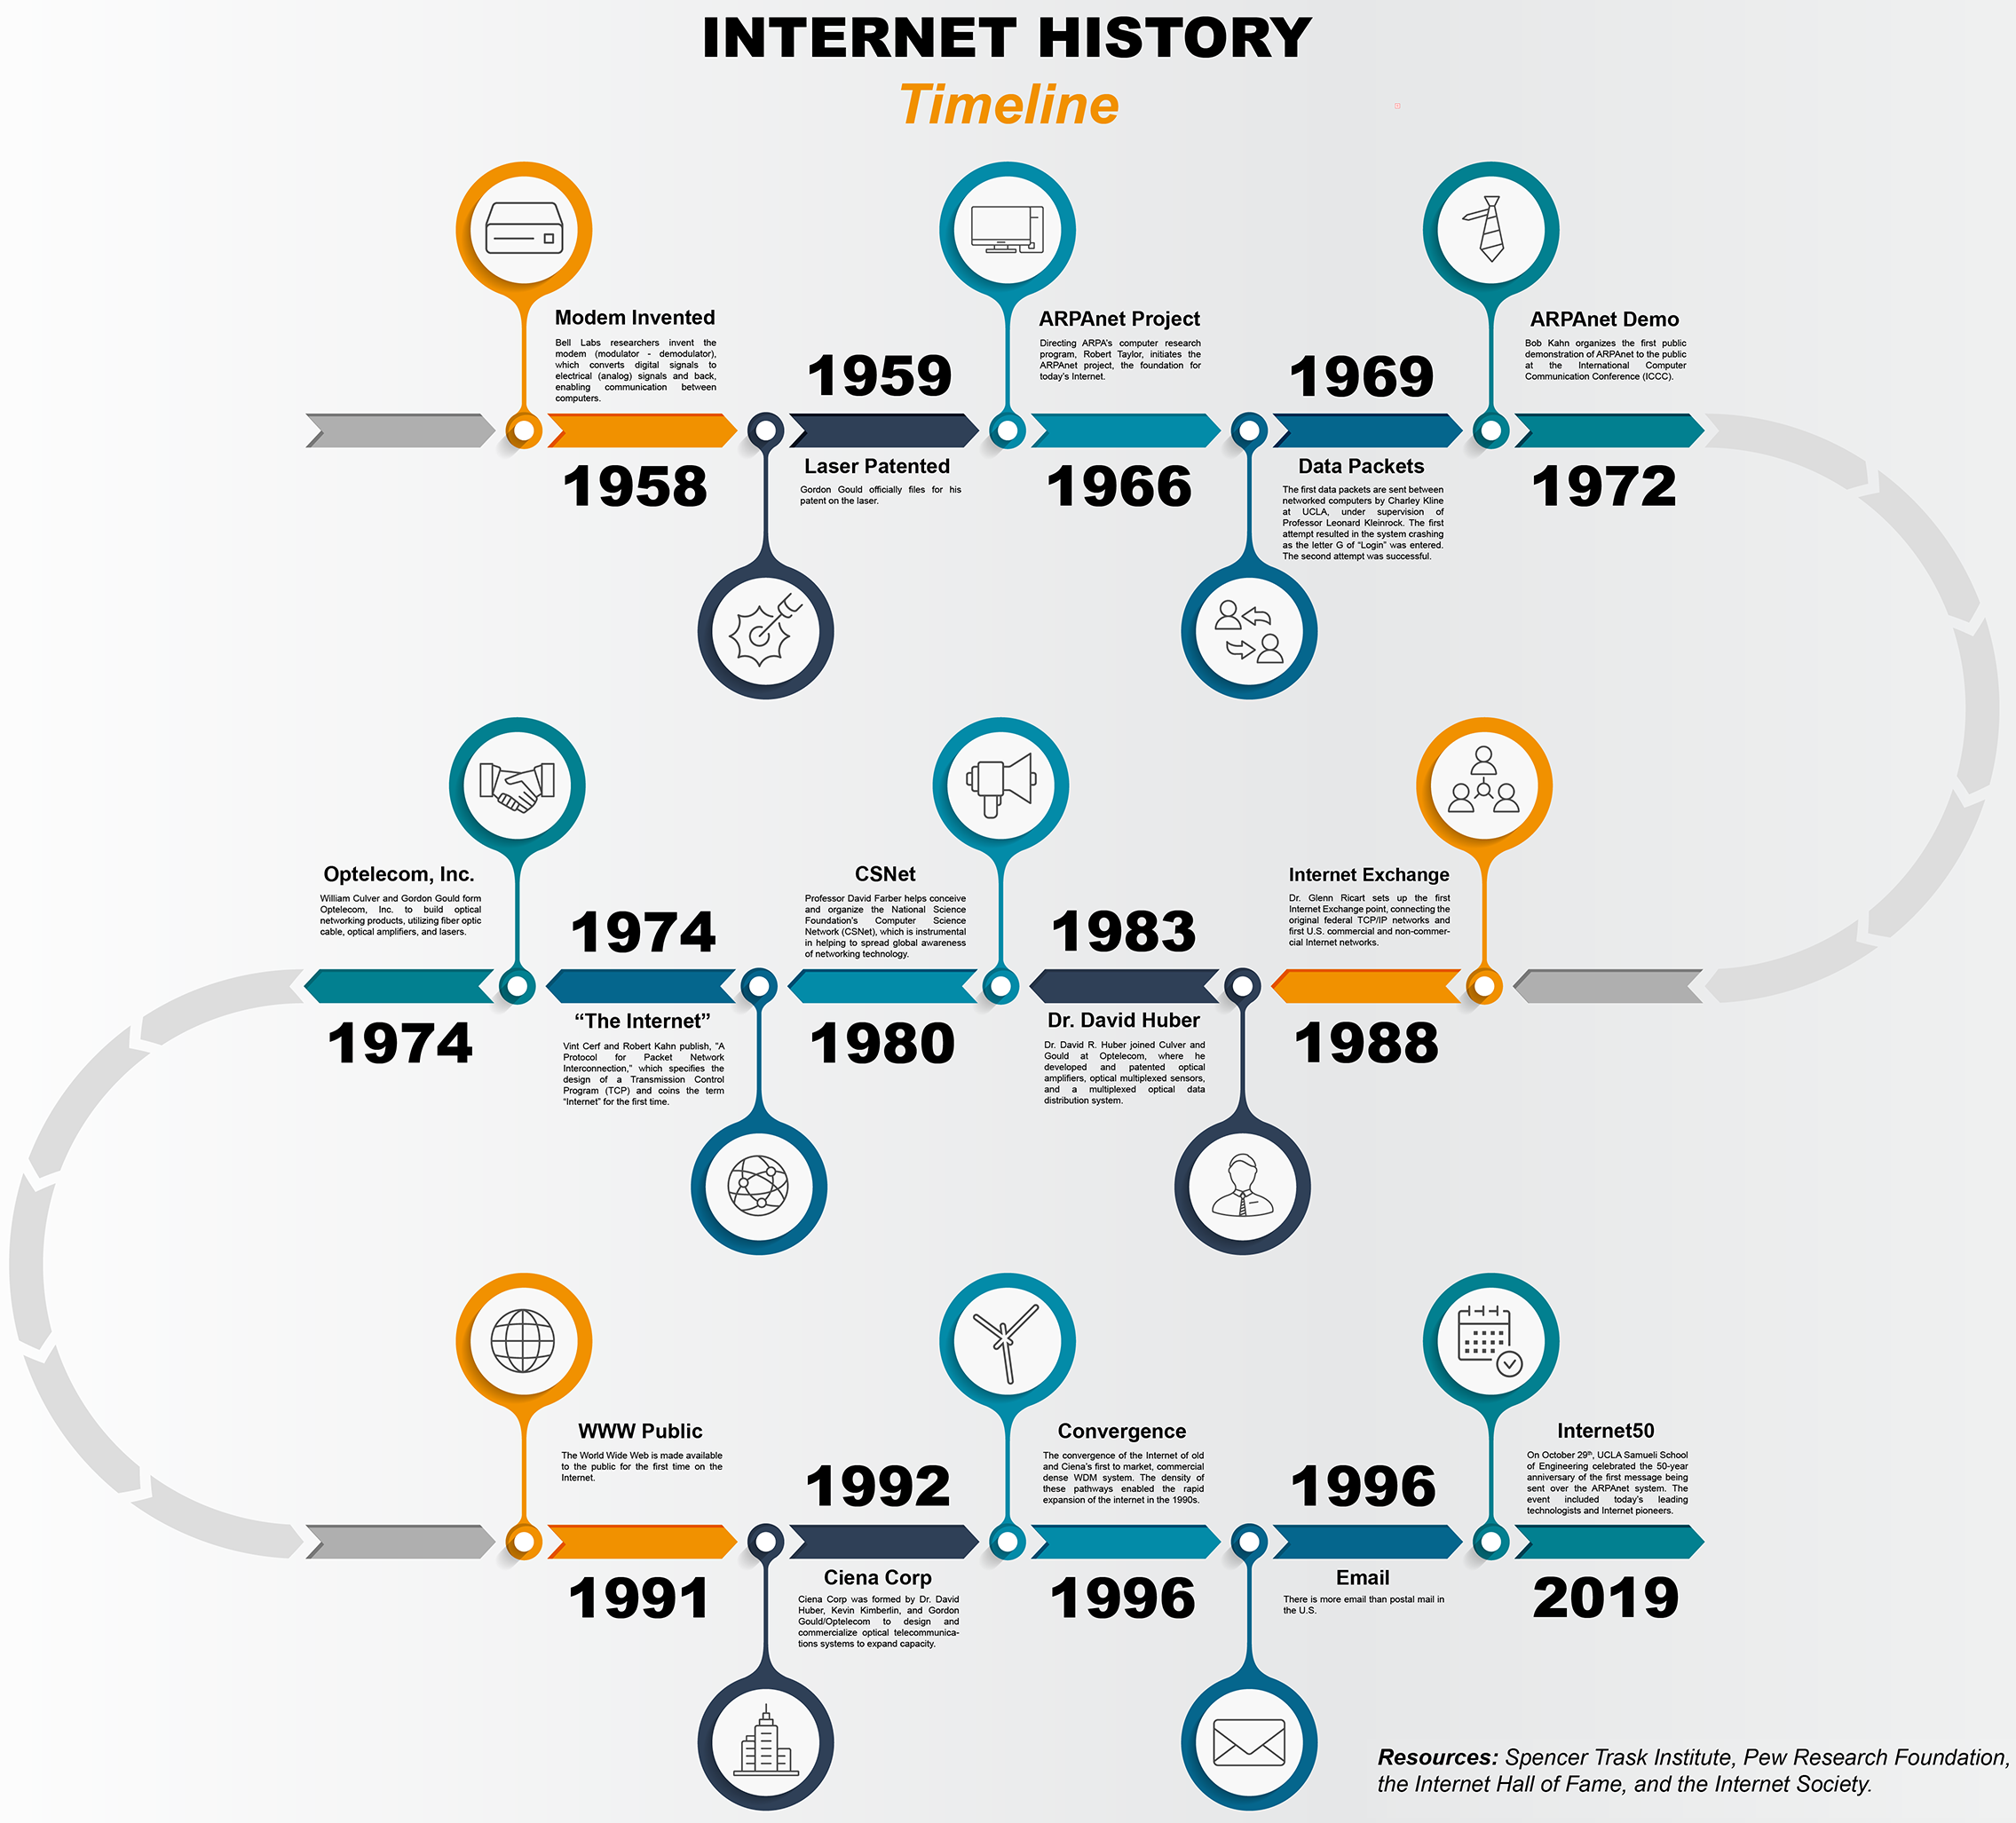 INTERNET HISTORY
Timeline
Modem Invented
Bell Labs researchers invent the
modem (modulator - demodulator),
which converts digital signals to
electrical (analog) signals and back,
enabling communication between
computers.
1958
1959
Laser Patented
Gordon Gould officially files for his
patent on the laser.
ARPAnet Project
Directing ARPA's computer research
program, Robert Taylor, initiates the
ARPAnet project, the foundation for
today's Internet.
1966
1969
Data Packets
The first data packets are sent between
networked computers by Charley Kline
at UCLA, under supervision of
Professor Leonard Kleinrock. The first
attempt resulted in the system crashing
as the letter G of “Login” was entered.
The second attempt was successful.
ARPAnet Demo
Bob Kahn organizes the first public
demonstration of ARPAnet to the public
at the International Computer
Communication Conference (ICCC).
1972
Optelecom, Inc.
William Culver and Gordon Gould form
Optelecom, Inc. to build optical
networking products, utilizing fiber optic
cable, optical amplifiers, and lasers.
1974
1974
“The Internet”
Vint Cerf and Robert Kahn publish, "A
Protocol for Packet Network
Interconnection," which specifies the
design of a Transmission Control
Program (TCP) and coins the term
“Internet” for the first time.
CSNet
Professor David Farber helps conceive
and organize the National Science
Foundation's Computer Science
Network (CSNet), which is instrumental
in helping to spread global awareness
of networking technology.
1980
1983
Dr. David Huber
Dr. David R. Huber joined Culver and
Gould at Optelecom, where he
developed and patented optical
amplifiers, optical multiplexed sensors,
and a multiplexed optical data
distribution system.
Internet Exchange
Dr. Glenn Ricart sets up the first
Internet Exchange point, connecting the
original federal TCP/IP networks and
first U.S. commercial and non-commer-
cial Internet networks.
1988
WWW Public
The World Wide Web is made available
to the public for the first time on the
Internet.
1991
1992
Ciena Corp
Ciena Corp was formed by Dr. David
Huber, Kevin Kimberlin, and Gordon
Gould/Optelecom to design and
commercialize optical telecommunica-
tions systems to expand capacity.
Convergence
The convergence of the Internet of old
and Ciena's first to market, commercial
dense WDM system. The density of
these pathways enabled the rapid
expansion of the internet in the 1990s.
1996
1996
Email
There is more email than postal mail in
the U.S.
Internet50
On October 29th, UCLA Samueli School
of Engineering celebrated the 50-year
anniversary of the first message being
sent over the ARPAnet system. The
event included today's leading
technologists and Internet pioneers.
2019
Resources: Spencer Trask Institute, Pew Research Foundation,
the Internet Hall of Fame, and the Internet Society.